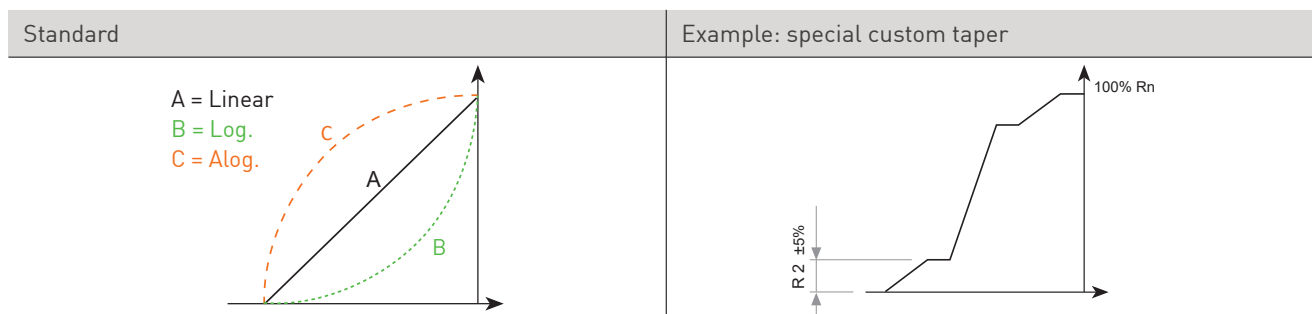 Standard
Example: special custom taper
A = Linear
B = Log.
C = Alog.
C
A
B
100% Rn
R 2 ±5%